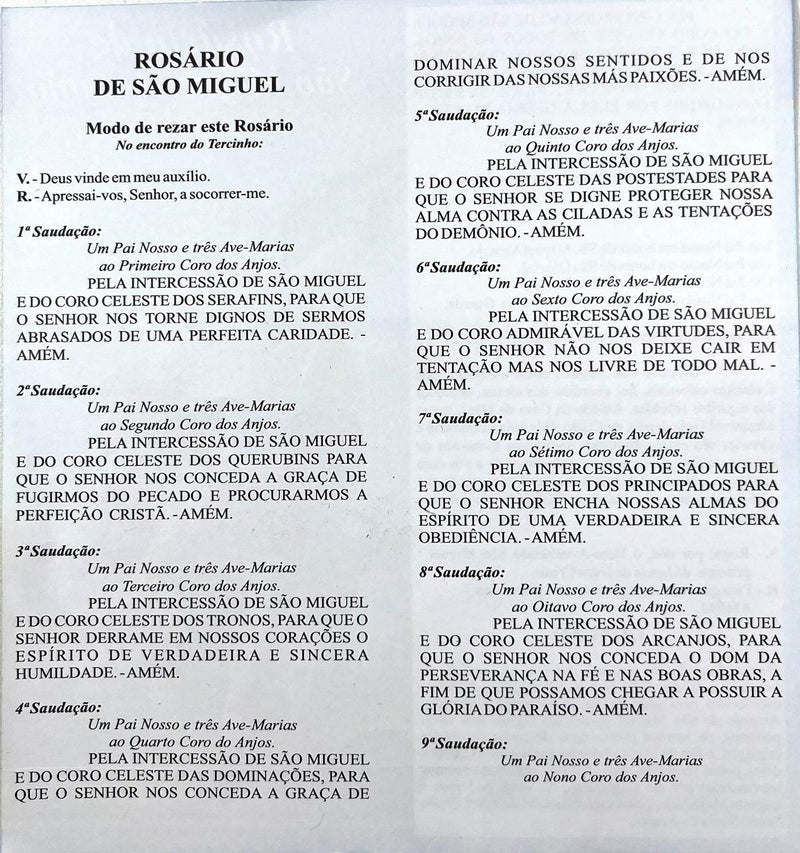 ROSÁRIO
DE SÃO MIGUEL
Modo de rezar este Rosário
No encontro do Tercinho:
V. - Deus vinde em meu auxílio.
R. - Apressai-vos, Senhor, a socorrer-me.
1ª Saudação:
Um Pai Nosso e três Ave-Marias
ao Primeiro Coro dos Anjos.
PELA INTERCESSÃO DE SÃO MIGUEL
E DO CORO CELESTE DOS SERAFINS, PARA QUE
O SENHOR NOS TORNE DIGNOS DE SERMOS
ABRASADOS DE UMA PERFEITA CARIDADE. -
AMÉM.
2ª Saudação:
Um Pai Nosso e três Ave-Marias
ao Segundo Coro dos Anjos.
PELA INTERCESSÃO DE SÃO MIGUEL
E DO CORO CELESTE DOS QUERUBINS PARA
QUE O SENHOR NOS CONCEDA A GRAÇA DE
FUGIRMOS DO PECADO E PROCURARMOS A
PERFEIÇÃO CRISTÃ. - AMÉM.
3ª Saudação:
Um Pai Nosso e três Ave-Marias
ao Terceiro Coro dos Anjos.
PELA INTERCESSÃO DE SÃO MIGUEL
E DO CORO CELESTE DOS TRONOS, PARA QUE O
SENHOR DERRAME EM NOSSOS CORAÇÕES O
ESPÍRITO DE VERDADEIRA E SINCERA
HUMILDADE. - AMÉM.
4ª Saudação:
Um Pai Nosso e três Ave-Marias
ao Quarto Coro do Anjos.
PELA INTERCESSÃO DE SÃO MIGUEL
E DO CORO CELESTE DAS DOMINAÇÕES, PARA
QUE O SENHOR NOS CONCEDA A GRAÇA DE
DOMINAR NOSSOS SENTIDOS E DE NOS
CORRIGIR DAS NOSSAS MÁS PAIXÕES. - AMÉM.
5ª Saudação:
Um Pai Nosso e três Ave-Marias
ao Quinto Coro dos Anjos.
PELA INTERCESSÃO DE SÃO MIGUEL
E DO CORO CELESTE DAS POSTESTADES PARA
QUE O SENHOR SE DIGNE PROTEGER NOSSA
ALMA CONTRA AS CILADAS E AS TENTAÇÕES
DO DEMÔNIO. - AMÉM.
6ª Saudação:
Um Pai Nosso e três Ave-Marias
ao Sexto Coro dos Anjos.
PELA INTERCESSÃO DE SÃO MIGUEL
E DO CORO ADMIRÁVEL DAS VIRTUDES, PARA
QUE O SENHOR NÃO NOS DEIXE CAIR EM
TENTAÇÃO MAS NOS LIVRE DE TODO MAL. -
AMÉM.
7ª Saudação:
Um Pai Nosso e três Ave-Marias
ao Sétimo Coro dos Anjos.
PELA INTERCESSÃO DE SÃO MIGUEL
E DO CORO CELESTE DOS PRINCIPADOS PARA
QUE O SENHOR ENCHA NOSSAS ALMAS DO
ESPÍRITO DE UMA VERDADEIRA E SINCERA
OBEDIÊNCIA. - AMÉM.
8ª Saudação:
Um Pai Nosso e três Ave-Marias
ao Oitavo Coro dos Anjos.
PELA INTERCESSÃO DE SÃO MIGUEL
E DO CORO CELESTE DOS ARCANJOS, PARA
QUE O SENHOR NOS CONCEDA O DOM DA
PERSEVERANÇA NA FÉ E NAS BOAS OBRAS, A
FIM DE QUE POSSAMOS CHEGAR A POSSUIR A
GLÓRIA DO PARAÍSO. - AMÉM.
9ª Saudação:
Um Pai Nosso e três Ave-Marias
ao Nono Coro dos Anjos.